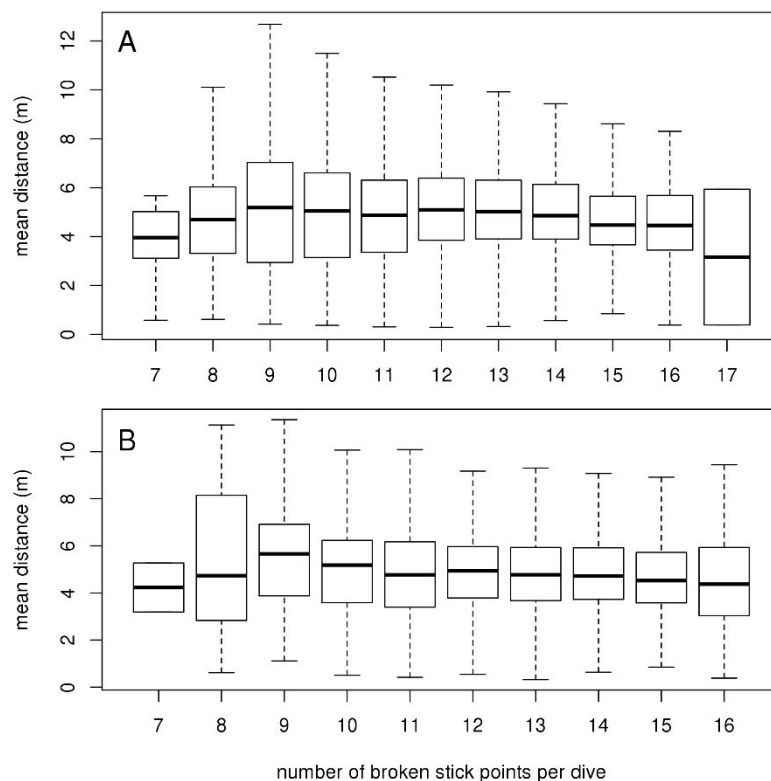 A
mean distance (m)
12
10
8
6
4
2
0
7 8 9 10 11 12 13 14 15 16 17
B
mean distance (m)
10
8
6
4
2
0
7 8 9 10 11 12 13 14 15 16
number of broken stick points per dive